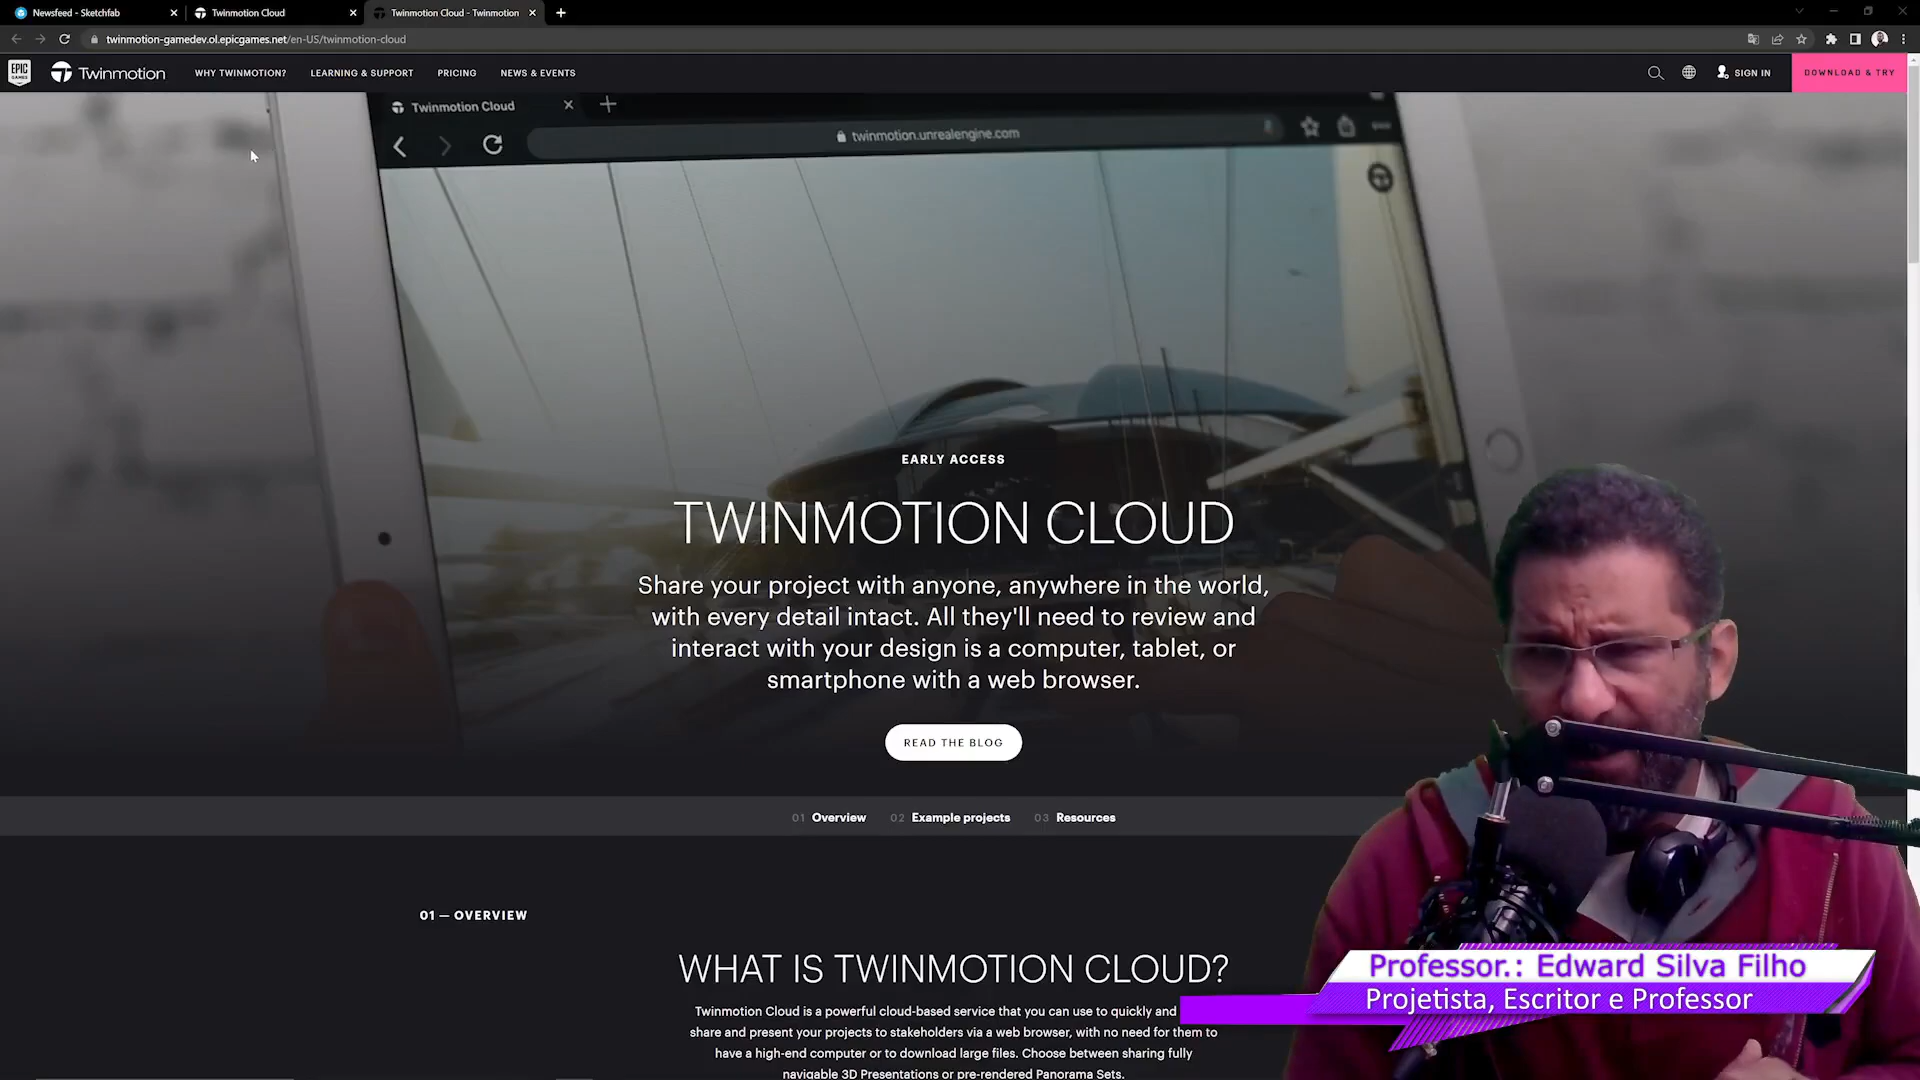 Newsfeed - Sketchfab
Twinmotion Cloud
Twinmotion Cloud - Twinmotion
twinmotion-gamedev.ol.epicgames.net/en-US/twinmotion-cloud
EPIC GAMES
Twinmotion
WHY TWINMOTION?
LEARNING & SUPPORT
PRICING
NEWS & EVENTS
SIGN IN
DOWNLOAD & TRY
Twinmotion Cloud
twinmotion.unrealengine.com
EARLY ACCESS
TWINMOTION CLOUD
Share your project with anyone, anywhere in the world,
with every detail intact. All they'll need to review and
interact with your design is a computer, tablet, or
smartphone with a web browser.
READ THE BLOG
01 Overview 02 Example projects 03 Resources
01 — OVERVIEW
WHAT IS TWINMOTION CLOUD?
Twinmotion Cloud is a powerful cloud-based service that you can use to quickly and
share and present your projects to stakeholders via a web browser, with no need for them to
have a high-end computer or to download large files. Choose between sharing fully
navigable 3D Presentations or pre-rendered Panorama Sets.
Professor.: Edward Silva Filho
Projetista, Escritor e Professor